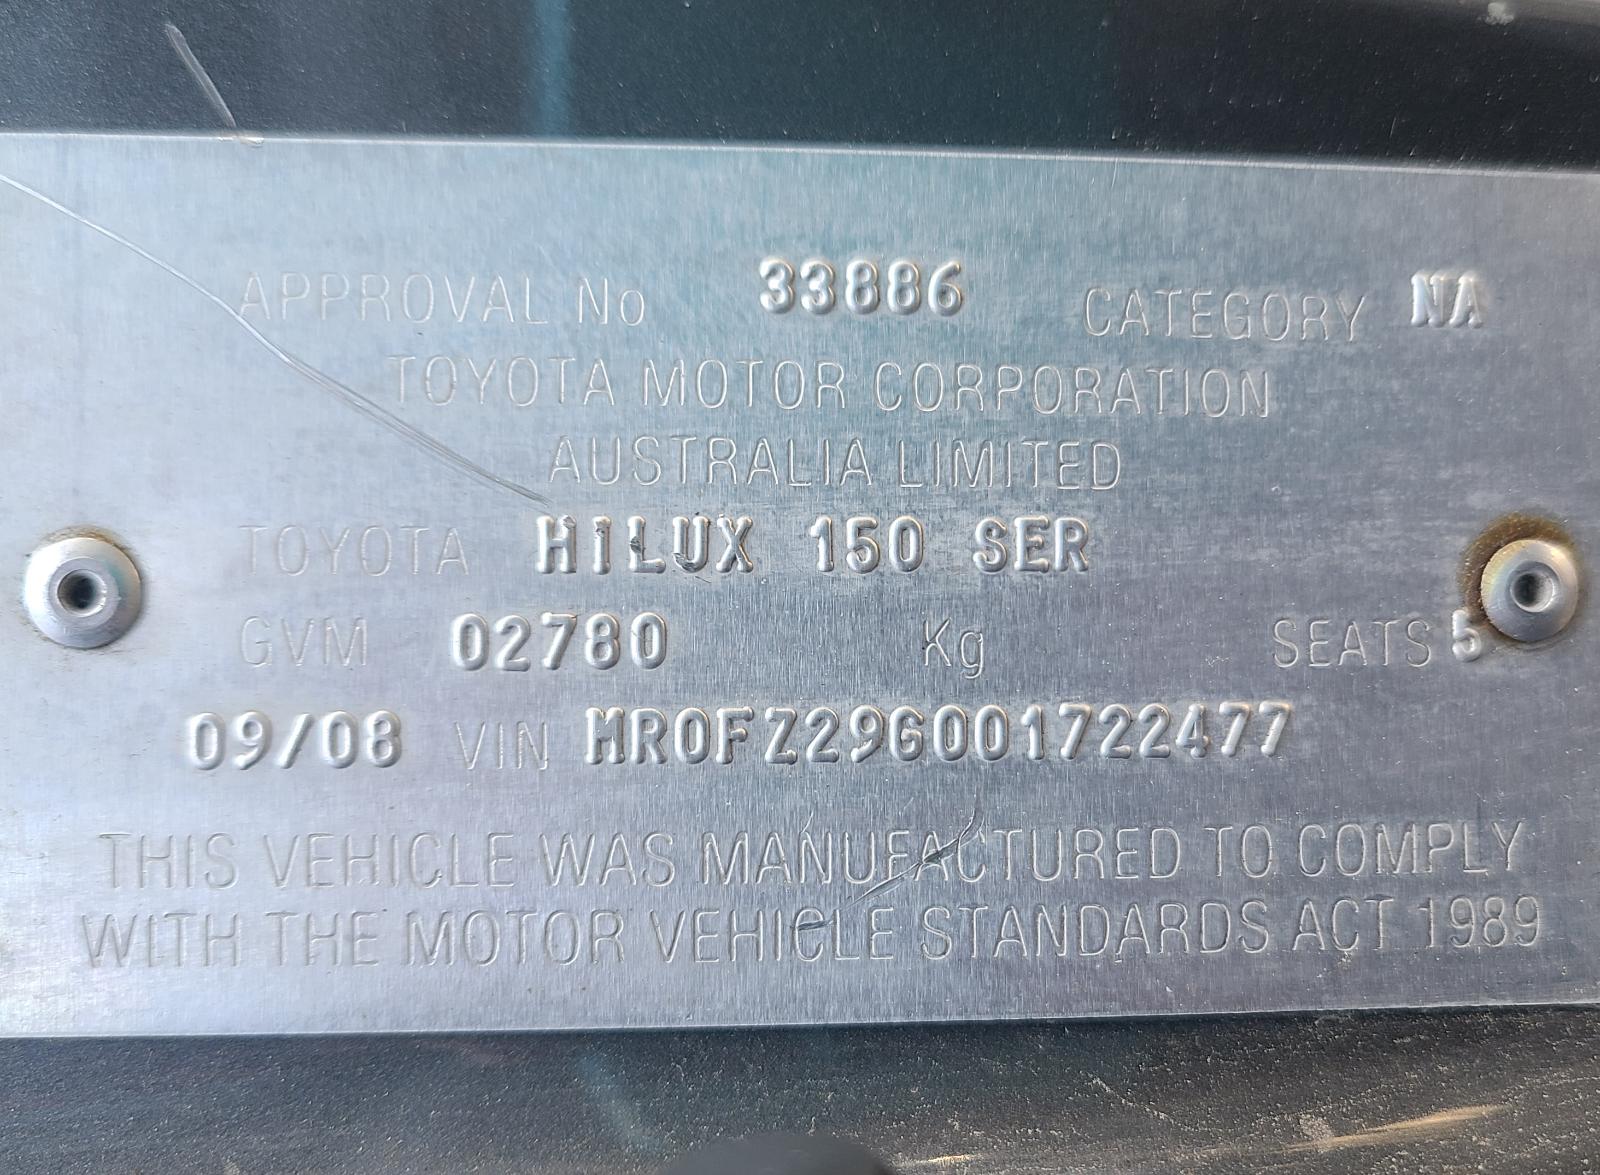 APPROVAL No 33886 CATEGORY NA
TOYOTA MOTOR CORPORATION
AUSTRALIA LIMITED
TOYOTA HILUX 150 SER
GVM 02780 Kg SEATS 5
09/08 VIN MR0FZ29G001722477
THIS VEHICLE WAS MANUFACTURED TO COMPLY
WITH THE MOTOR VEHICLE STANDARDS ACT 1989